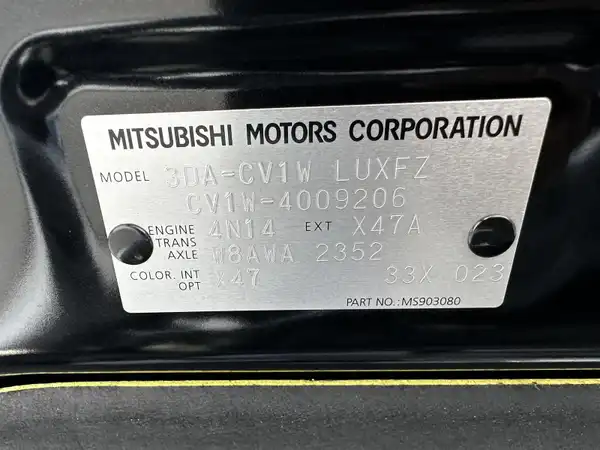 MITSUBISHI MOTORS CORPORATION
MODEL 3DA-CV1W LUXFZ
CV1W-4009206
ENGINE 4N14 EXT X47A
TRANS AXLE W8AWA 2352
COLOR. INT OPT X47 33X 023
PART NO.:MS903080